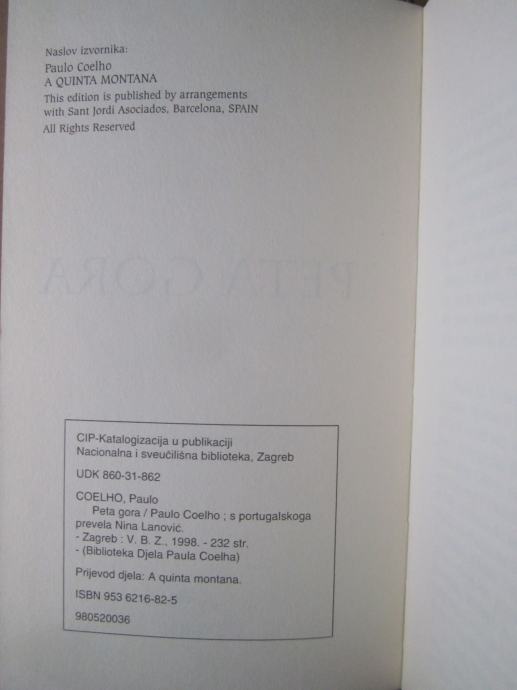 Naslov izvornika:
Paulo Coelho
A QUINTA MONTANA
This edition is published by arrangements
with Sant Jordi Asociados, Barcelona, SPAIN
All Rights Reserved
PETA GORA
CIP-Katalogizacija u publikaciji
Nacionalna i sveučilišna biblioteka, Zagreb
UDK 860-31-862
COELHO, Paulo
Peta gora / Paulo Coelho ; s portugalskoga
prevela Nina Lanović.
- Zagreb : V. B. Z., 1998. - 232 str.
- (Biblioteka Djela Paula Coelha)
Prijevod djela: A quinta montana.
ISBN 953 6216-82-5
980520036